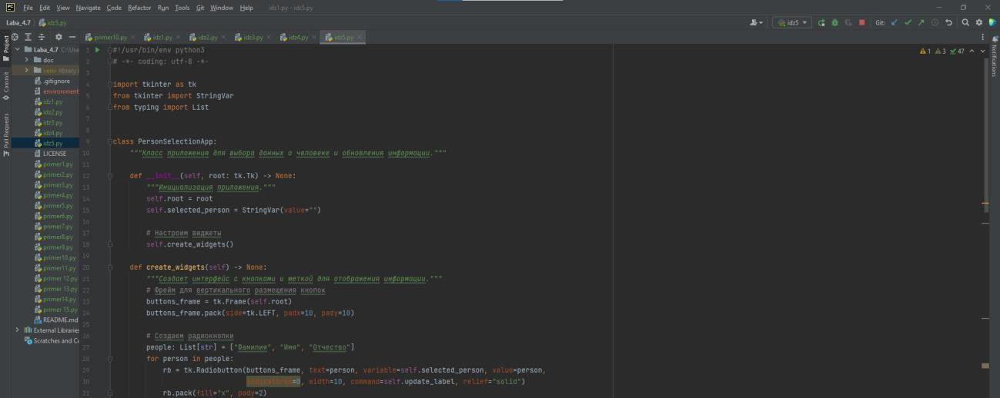 PC File Edit View Navigate Code Refactor Run Tools Git Window Help idz1.py - idz5.py
Laba_4.7 idz5.py
idz5 Git:
Project
primer10.py idz1.py idz2.py idz3.py idz4.py idz5.py
Notifications
Commit
Pull Requests
Laba_4.7 C:\Use
doc
venv library r
.gitignore
environment
idz1.py
idz2.py
idz3.py
idz4.py
idz5.py
LICENSE
primer1.py
primer2.py
primer3.py
primer4.py
primer5.py
primer6.py
primer7.py
primer8.py
primer9.py
primer10.py
primer11.py
primer 12.py
primer 13.py
primer14.py
primer 15.py
README.md
External Libraries
Scratches and Co
1 3 47
1 #!/usr/bin/env python3
2 # -*- coding: utf-8 -*-
3
4 import tkinter as tk
5 from tkinter import StringVar
6 from typing import List
7
8
9 class PersonSelectionApp:
10 """Класс приложения для выбора данных о человеке и обновления информации."""
11
12 def __init__(self, root: tk.Tk) -> None:
13 """Инициализация приложения."""
14 self.root = root
15 self.selected_person = StringVar(value="")
16
17 # Настроим виджеты
18 self.create_widgets()
19
20 def create_widgets(self) -> None:
21 """Создает интерфейс с кнопками и меткой для отображения информации."""
22 # Фрейм для вертикального размещения кнопок
23 buttons_frame = tk.Frame(self.root)
24 buttons_frame.pack(side=tk.LEFT, padx=10, pady=10)
25
26 # Создаем радиокнопки
27 people: List[str] = ["Фамилия", "Имя", "Отчество"]
28 for person in people:
29 rb = tk.Radiobutton(buttons_frame, text=person, variable=self.selected_person, value=person,
30 indicatoron=0, width=10, command=self.update_label, relief="solid")
31 rb.pack(fill="x", pady=2)